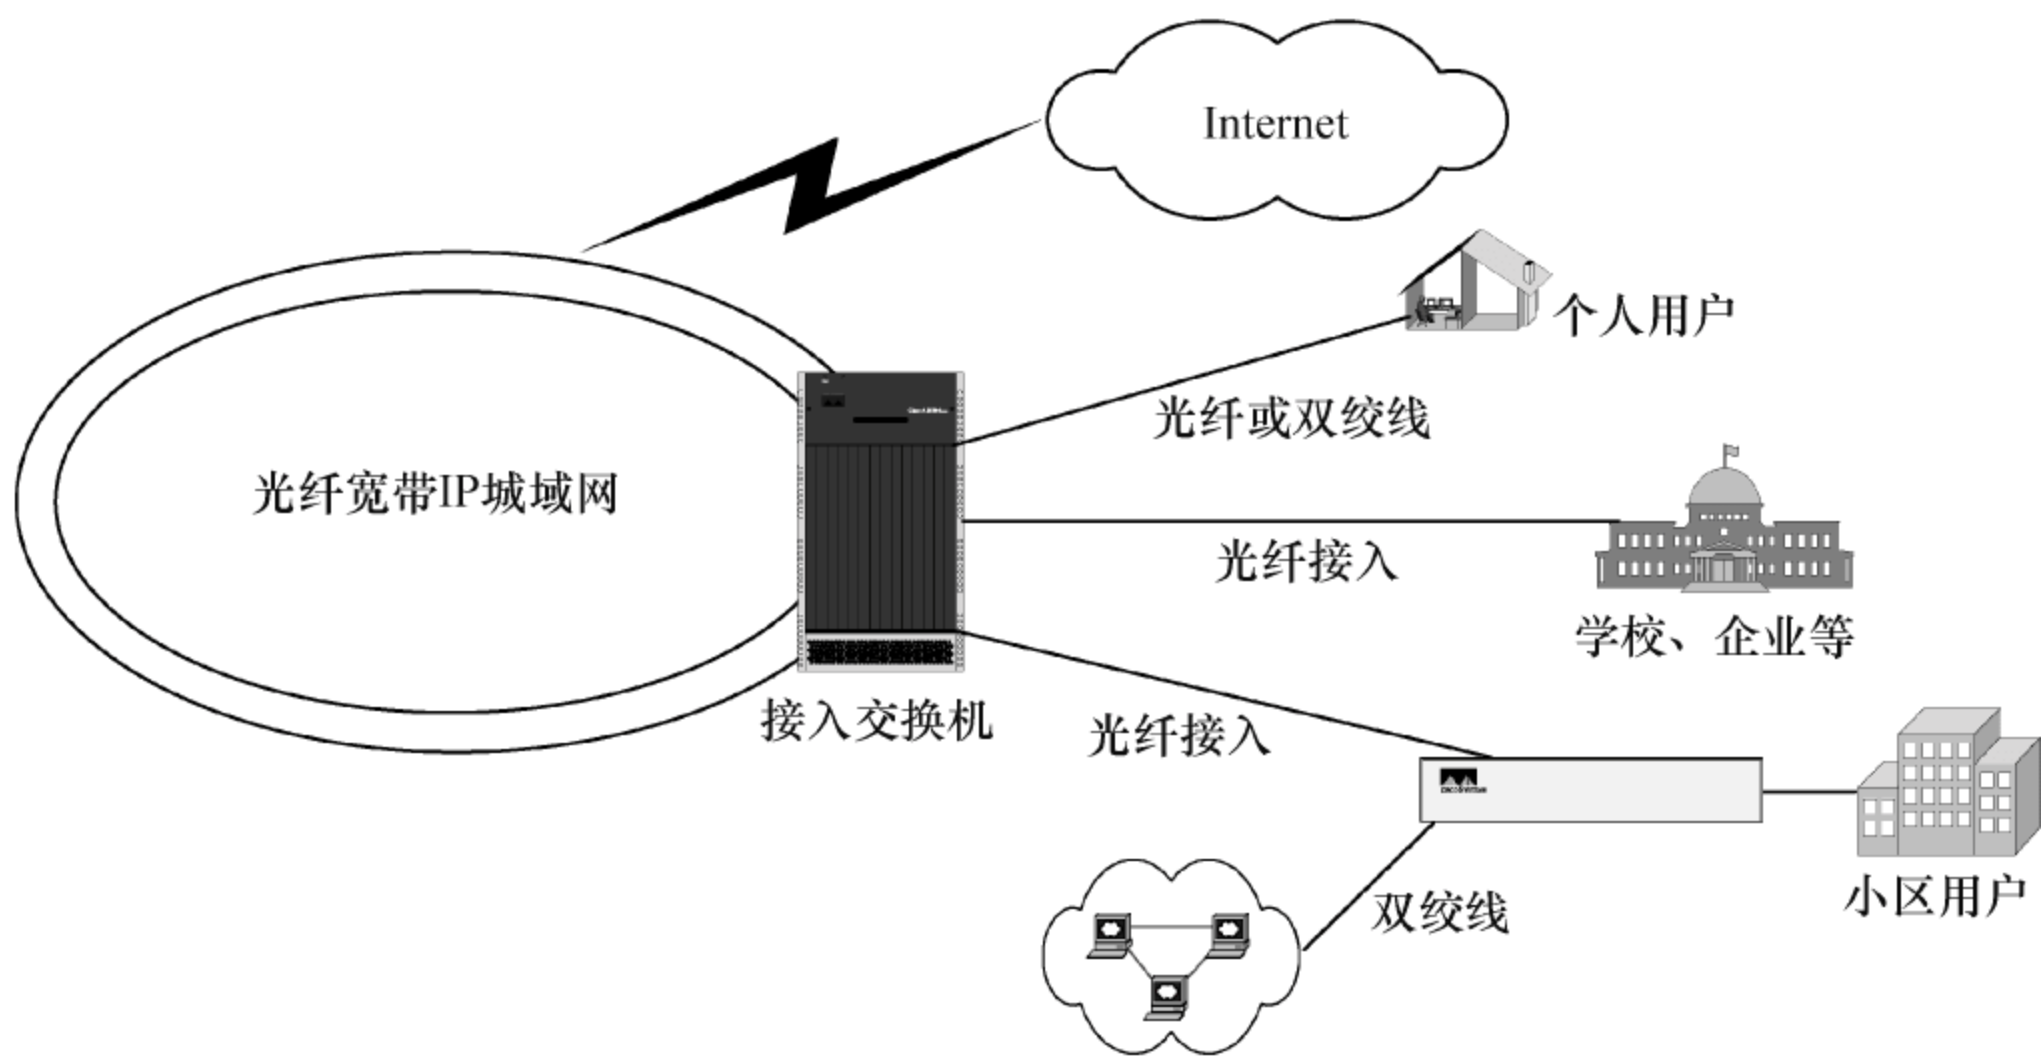 Internet
个人用户
光纤或双绞线
光纤宽带IP城域网
光纤接入
学校、企业等
接入交换机
光纤接入
小区用户
双绞线